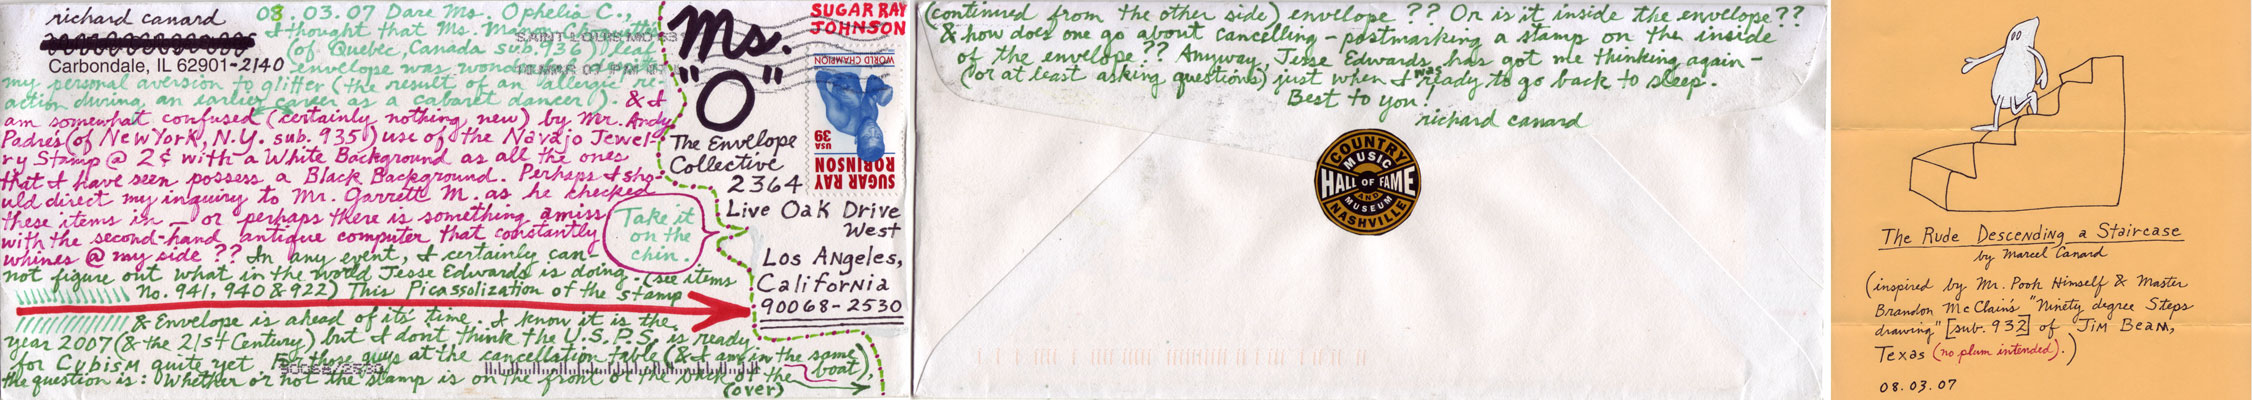 richard canard
Carbondale, IL 62901-2140
08.03.07 Dare Ms. Ophelia C.,
I thought that Ms.
(of Quebec, Canada sub. 936) leaf
envelope was
my personal aversion to glitter (the result of an "allergic" re-
action during an earlier career as a cabaret dancer(). & I
am somewhat confused (certainly nothing new) by Mr. Andy
Padre's (of New York, N.Y. sub. 935) use of the Navajo Jewel-
ry Stamp @ 2¢ with a White Background as all the ones
that I have seen possess a Black Background. Perhaps I sho-
uld direct my inquiry to Mr. Garrett M. as he checked
these items in — or perhaps there is something amiss
with the second-hand antique computer that constantly
whines @ my side ?? In any event, I certainly can-
not figure out what in the world Jesse Edwards is doing. (see items
no. 941, 940 & 922) This Picassolization of the stamp
& Envelope is ahead of its' time. I know it is the
year 2007 (& the 21st Century) but I don't think the U.S.P.S. is ready
for Cubism quite yet. For those guys at the cancellation table (& I am in the same
boat),
the question is: Whether or not the stamp is on the front or the back of the
(over)
Take it
on the
chin.
SAINT LOUIS MO 63
Ms.
"O"
The Envelope
Collective
2364
Live Oak Drive
West
Los Angeles,
California
90068-2530
SUGAR RAY
JOHNSON
WORLD CHAMPION
USA
39
SUGAR RAY
ROBINSON
90068/2530
(continued from the other side) envelope ?? Or is it inside the envelope??
& how does one go about cancelling - postmarking a stamp on the inside
of the envelope?? Anyway, Jesse Edwards has got me thinking again -
(or at least asking questions) just when I was ready to go back to sleep.
Best to you!
richard canard
COUNTRY
MUSIC
HALL OF FAME
AND
MUSEUM
NASHVILLE
The Rude Descending a Staircase
by Marcel Canard
(inspired by Mr. Pooh Himself & Master
Brandon McClain's "Ninety degree Steps
drawing" [sub. 932] of Jim Beam,
Texas (no plum intended).)
08.03.07